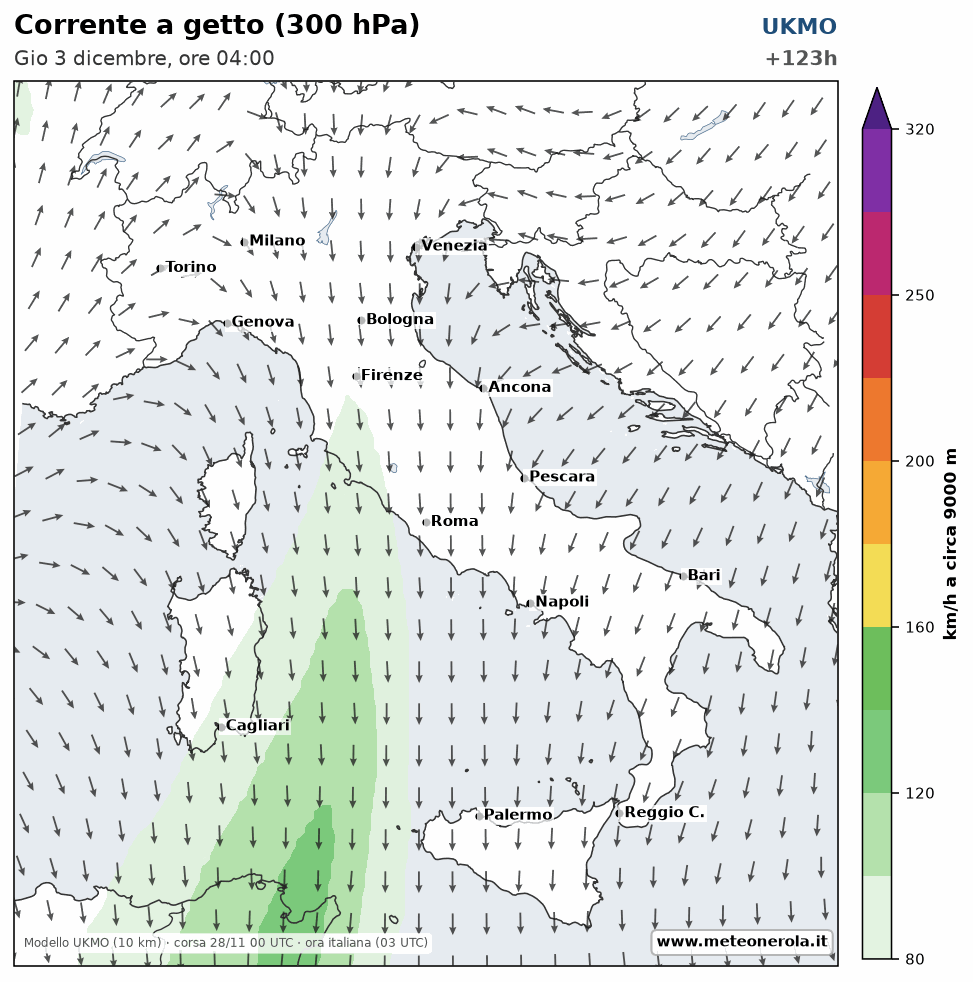 Corrente a getto (300 hPa)
UKMO
Gio 3 dicembre, ore 04:00
+123h
Milano
Venezia
Torino
Genova
Bologna
Firenze
Ancona
Pescara
Roma
Bari
Napoli
Cagliari
Palermo
Reggio C.
320
250
200
160
120
80
km/h a circa 9000 m
Modello UKMO (10 km) · corsa 28/11 00 UTC · ora italiana (03 UTC)
www.meteonerola.it